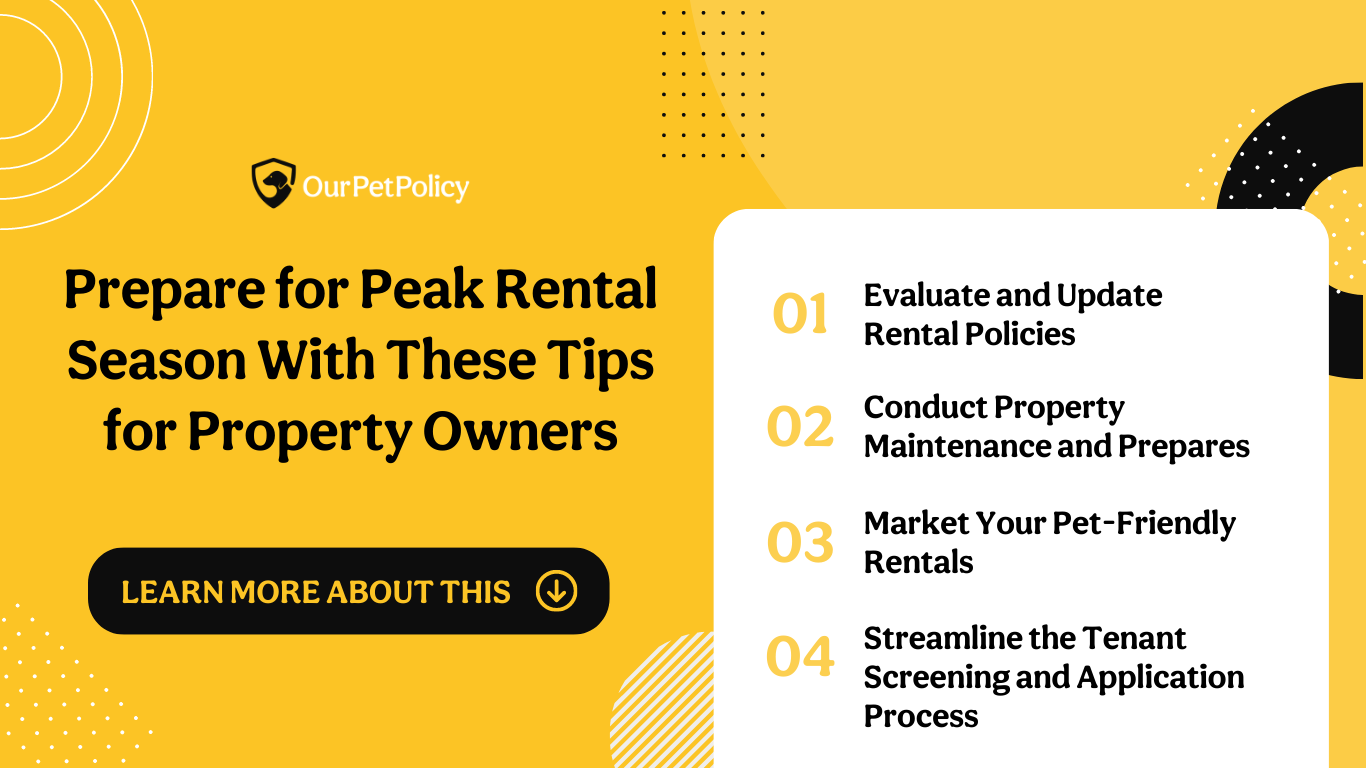 OurPetPolicy
Prepare for Peak Rental
Season With These Tips
for Property Owners
LEARN MORE ABOUT THIS
01
Evaluate and Update
Rental Policies
02
Conduct Property
Maintenance and Prepares
03
Market Your Pet-Friendly
Rentals
04
Streamline the Tenant
Screening and Application
Process